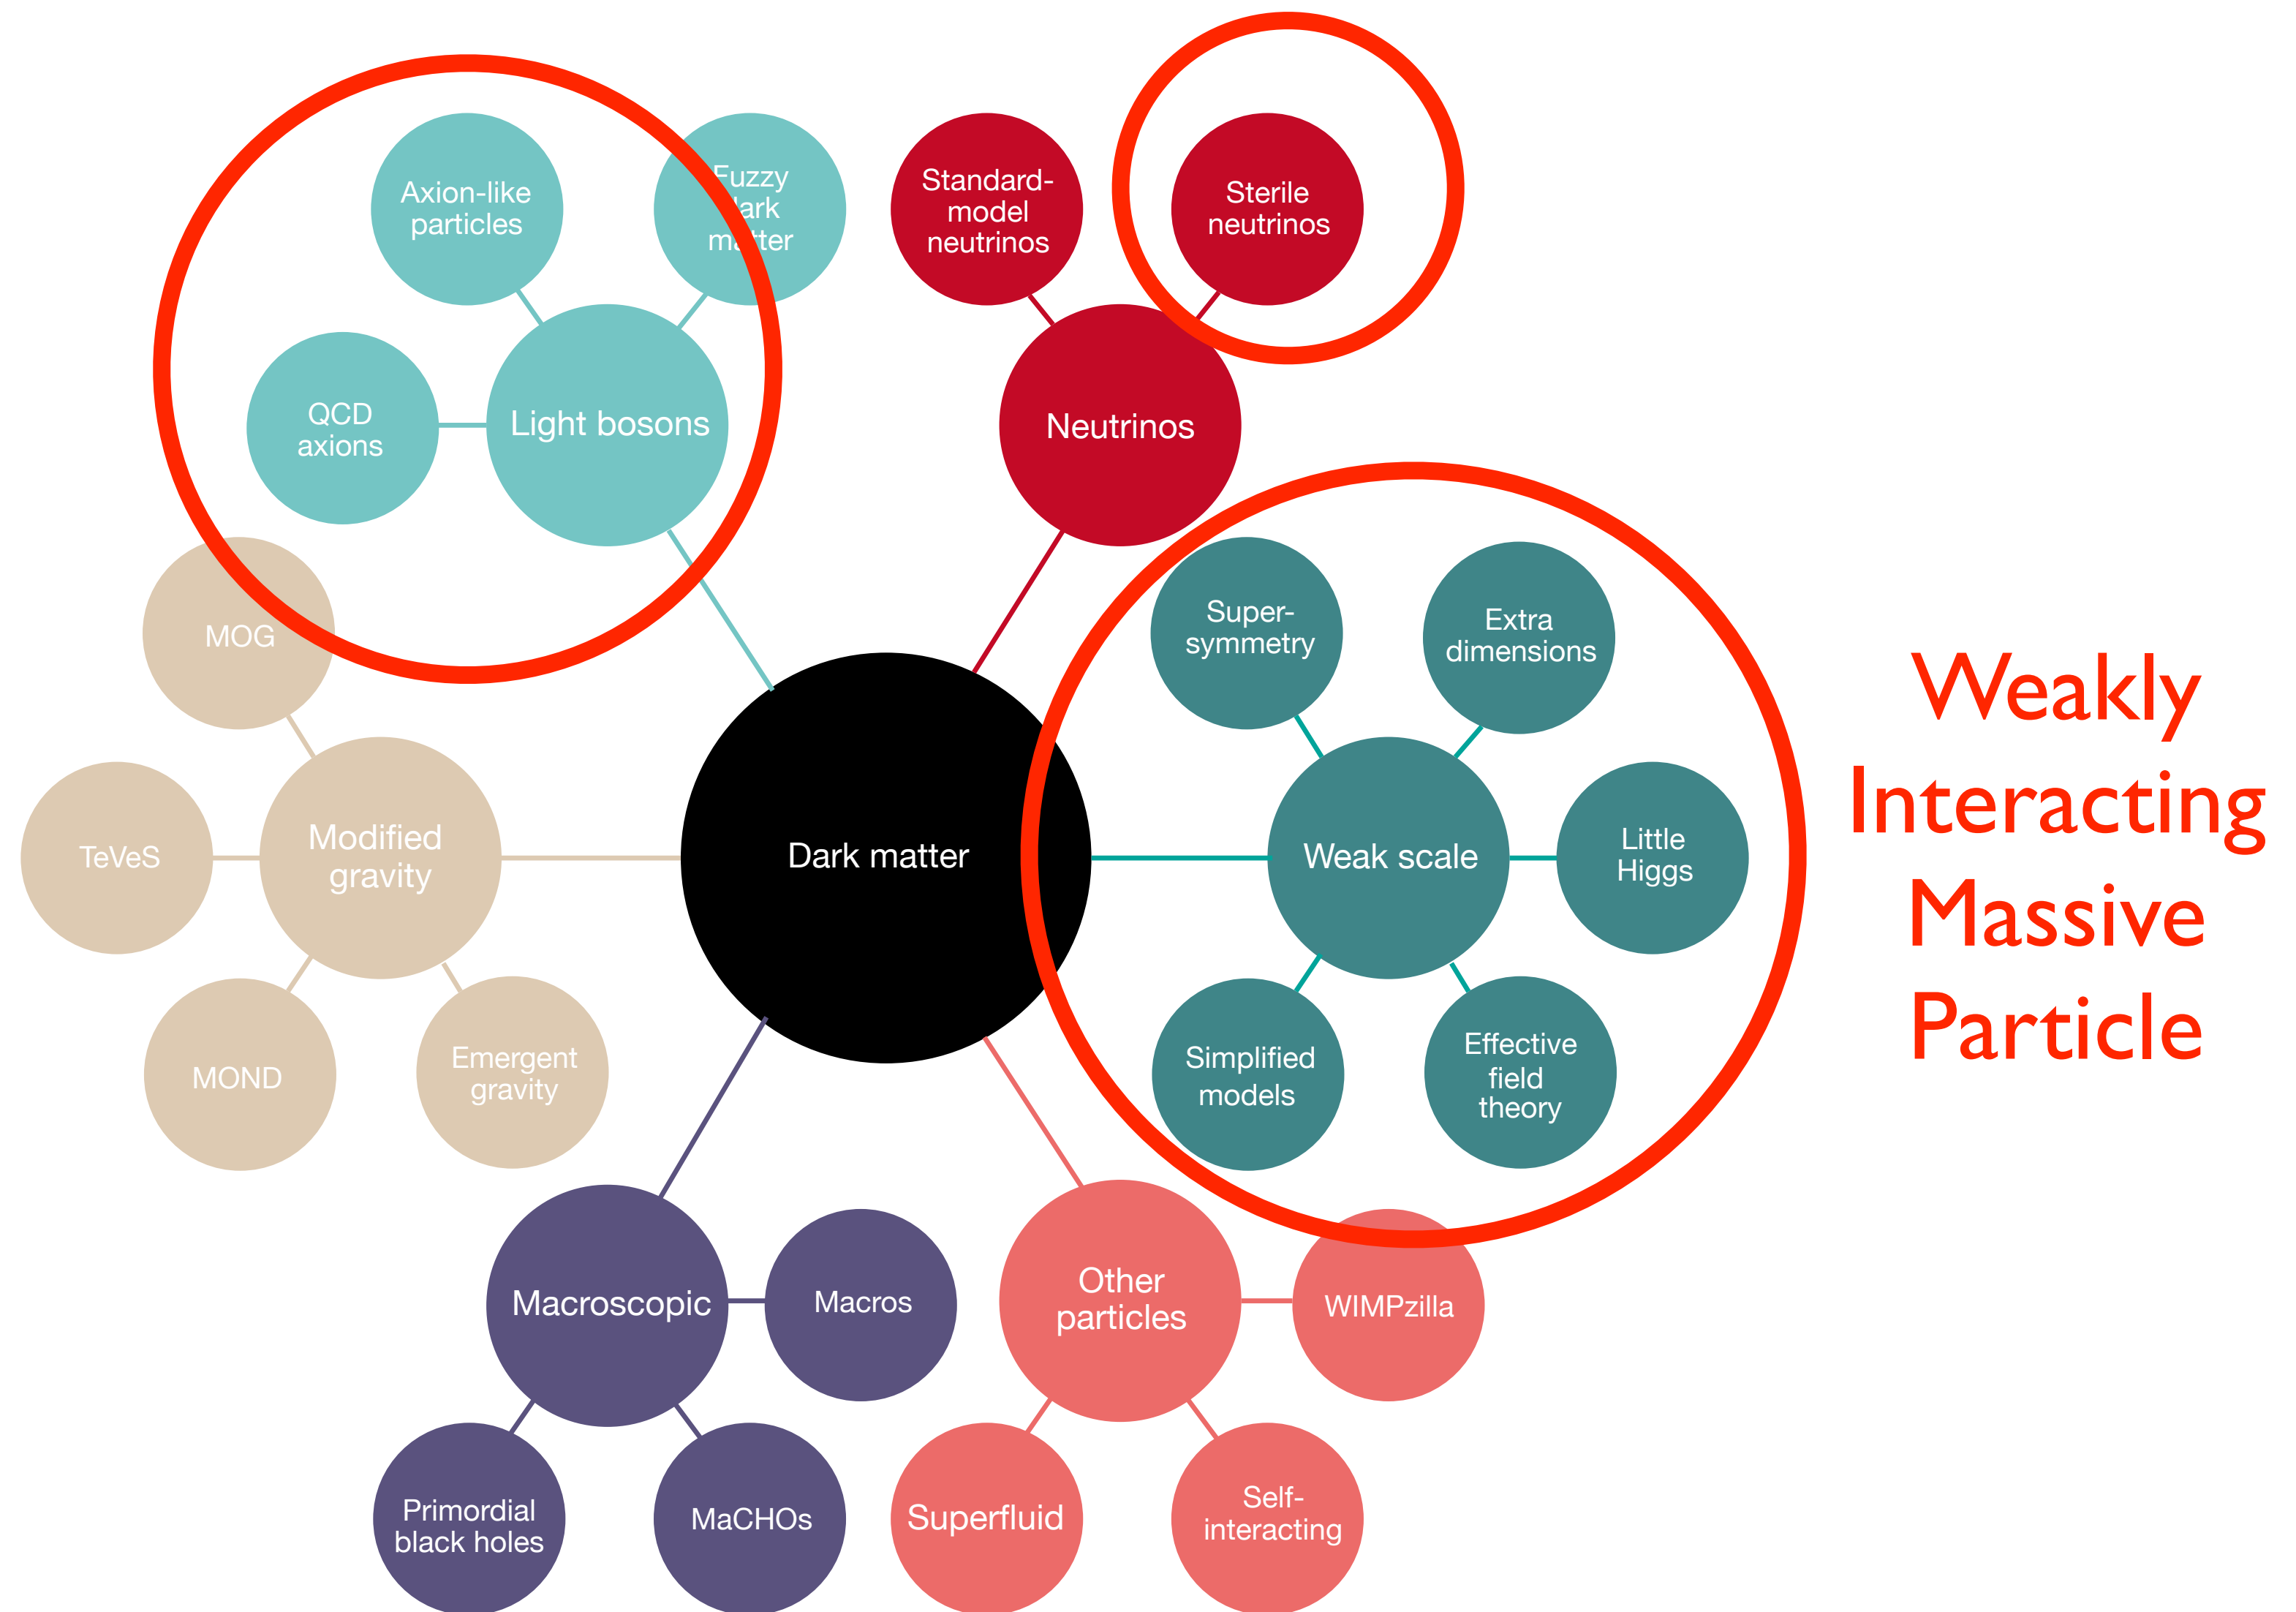 Axion-like
particles
Fuzzy
dark
matter
Standard-
model
neutrinos
Sterile
neutrinos
QCD
axions
Light bosons
Neutrinos
MOG
Super-
symmetry
Extra
dimensions
Weakly
Interacting
Massive
Particle
TeVeS
Modified
gravity
Dark matter
Weak scale
Little
Higgs
MOND
Emergent
gravity
Simplified
models
Effective
field
theory
Macroscopic
Macros
Other
particles
WIMPzilla
Primordial
black holes
MaCHOs
Superfluid
Self-
interacting